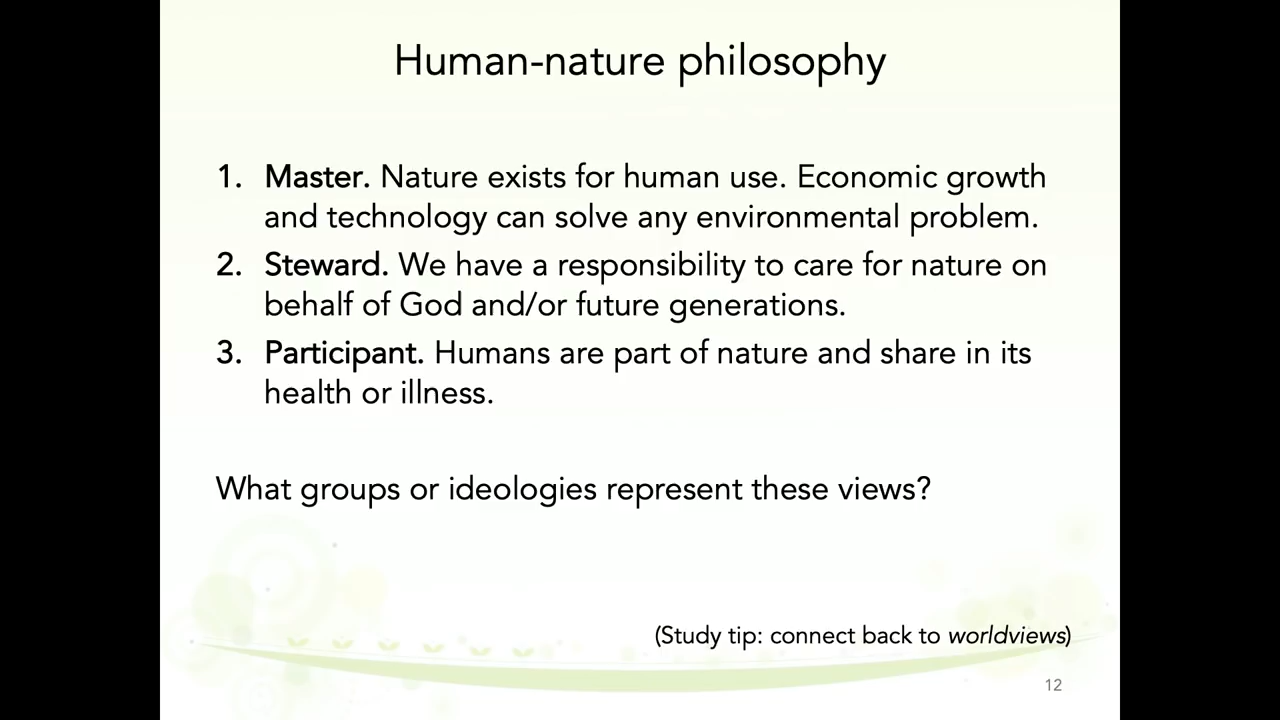 Human-nature philosophy
1. Master. Nature exists for human use. Economic growth
and technology can solve any environmental problem.
2. Steward. We have a responsibility to care for nature on
behalf of God and/or future generations.
3. Participant. Humans are part of nature and share in its
health or illness.
What groups or ideologies represent these views?
(Study tip: connect back to worldviews)
12